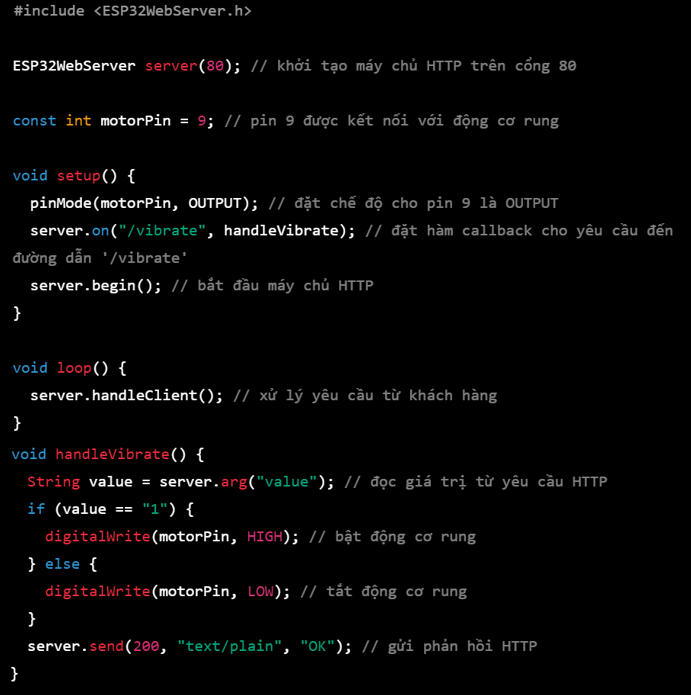 #include <ESP32WebServer.h>
ESP32WebServer server(80); // khởi tạo máy chủ HTTP trên cổng 80
const int motorPin = 9; // pin 9 được kết nối với động cơ rung
void setup() {
  pinMode(motorPin, OUTPUT); // đặt chế độ cho pin 9 là OUTPUT
  server.on("/vibrate", handleVibrate); // đặt hàm callback cho yêu cầu đến
đường dẫn '/vibrate'
  server.begin(); // bắt đầu máy chủ HTTP
}
void loop() {
  server.handleClient(); // xử lý yêu cầu từ khách hàng
}
void handleVibrate() {
  String value = server.arg("value"); // đọc giá trị từ yêu cầu HTTP
  if (value == "1") {
    digitalWrite(motorPin, HIGH); // bật động cơ rung
  } else {
    digitalWrite(motorPin, LOW); // tắt động cơ rung
  }
  server.send(200, "text/plain", "OK"); // gửi phản hồi HTTP
}